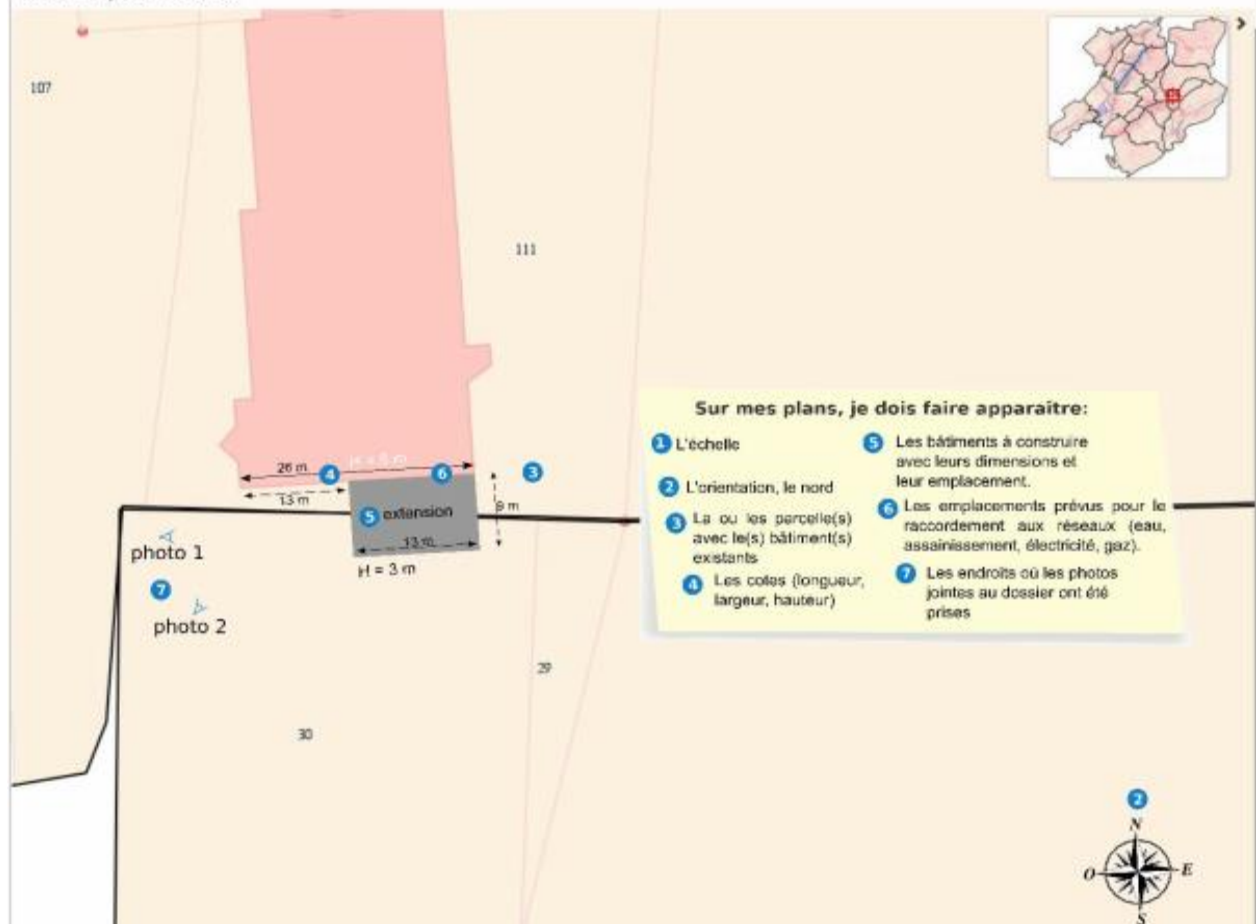 107
111
Sur mes plans, je dois faire apparaître:
1 L'échelle
2 L'orientation, le nord
3 La ou les parcelle(s)
avec le(s) bâtiment(s)
existants
4 Les cotes (longueur,
largeur, hauteur)
5 Les bâtiments à construire
avec leurs dimensions et
leur emplacement.
6 Les emplacements prévus pour le
raccordement aux réseaux (eau,
assainissement, électricité, gaz).
7 Les endroits où les photos
jointes au dossier ont été
prises
26 m
4
6
3
13 m
5 extension
9 m
13 m
H = 3 m
photo 1
7
photo 2
29
30
2
N
O
E
S